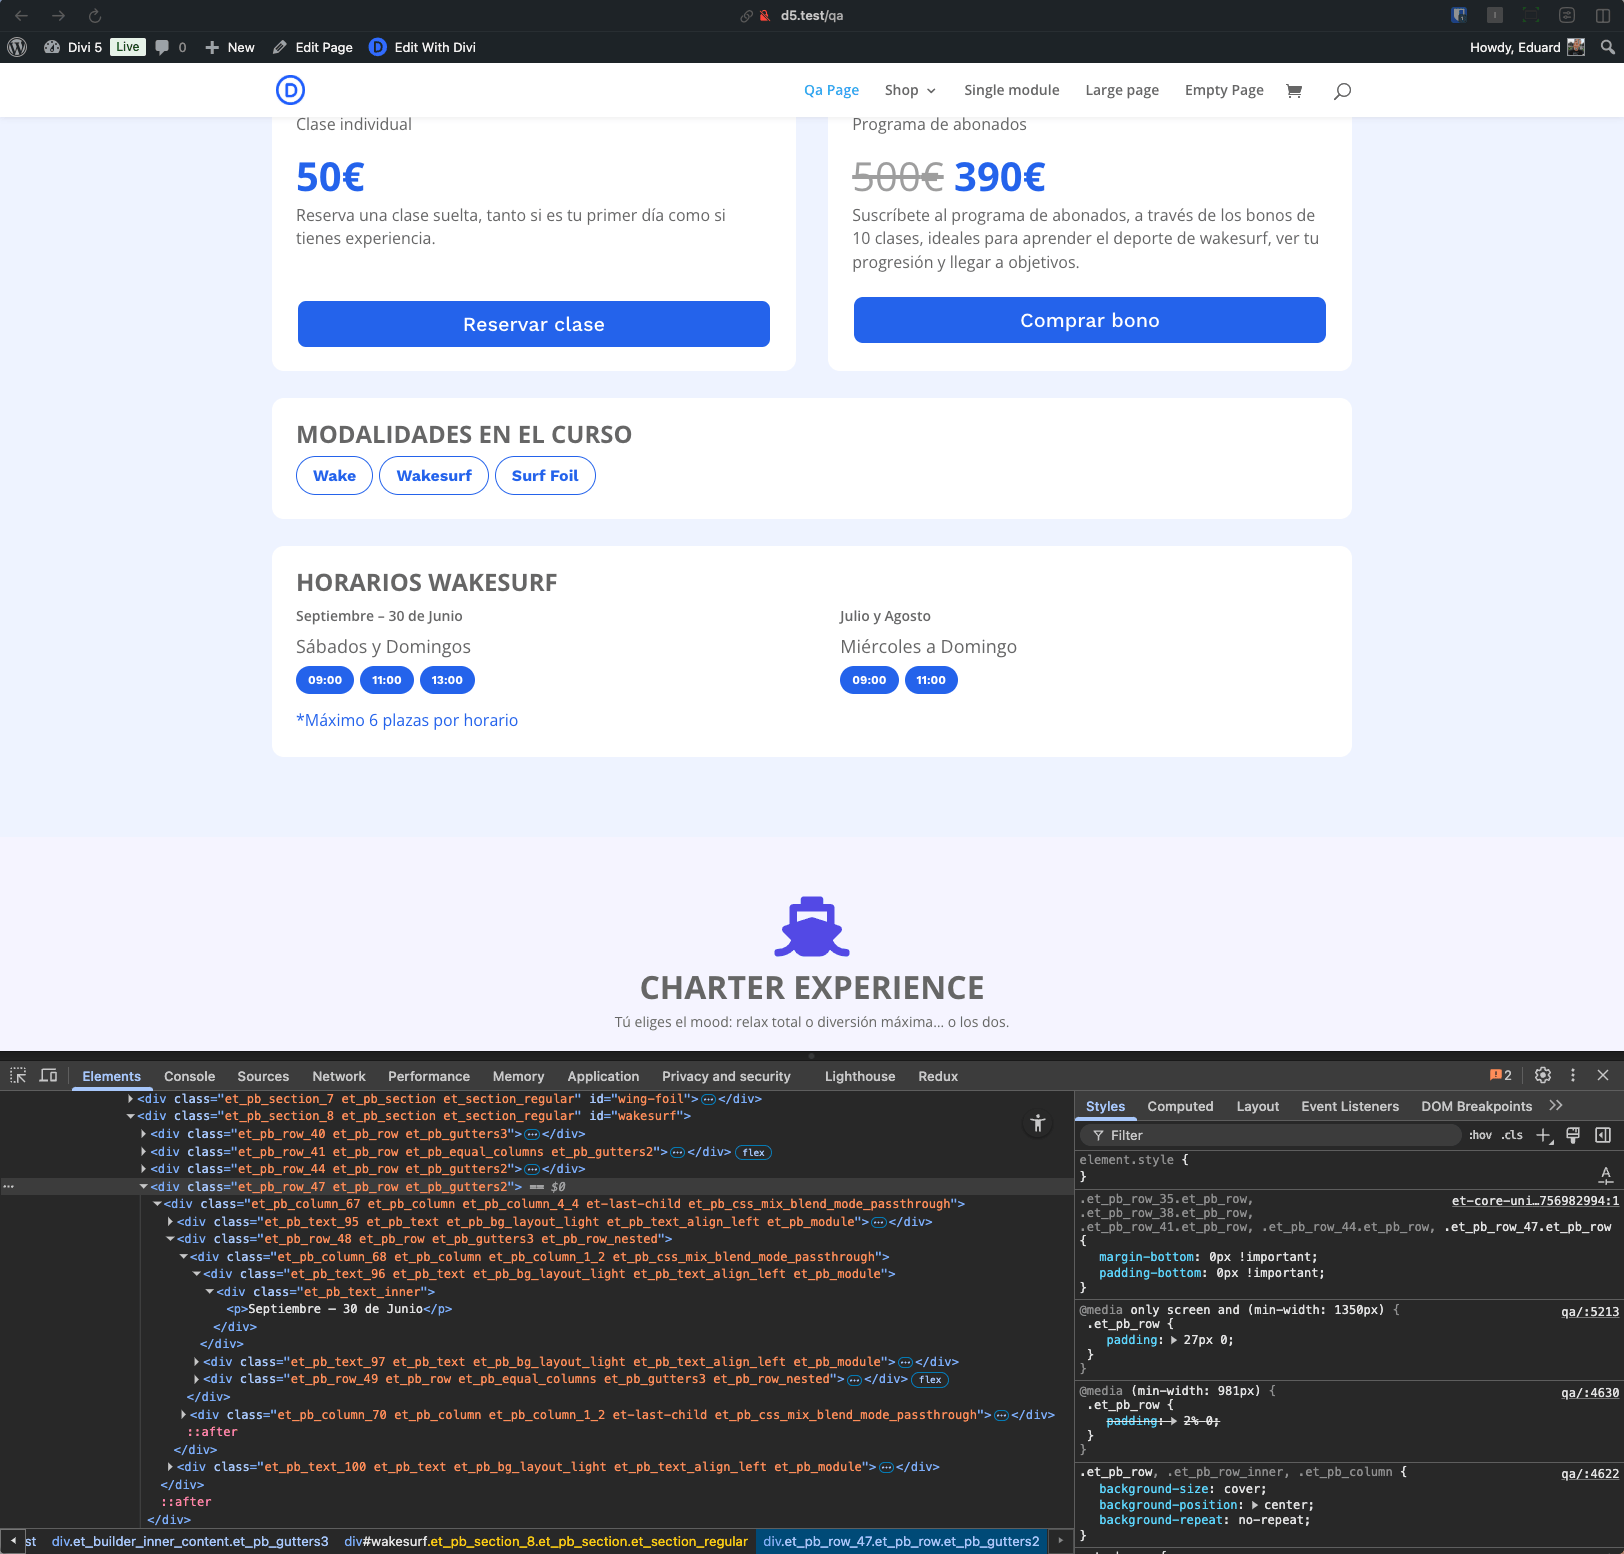 d5.test/qa
Divi 5 Live 0 New Edit Page D Edit With Divi Howdy, Eduard
D Qa Page Shop Single module Large page Empty Page
Clase individual
50€
Reserva una clase suelta, tanto si es tu primer día como si
tienes experiencia.
Reservar clase
Programa de abonados
500€ 390€
Suscríbete al programa de abonados, a través de los bonos de
10 clases, ideales para aprender el deporte de wakesurf, ver tu
progresión y llegar a objetivos.
Comprar bono
MODALIDADES EN EL CURSO
Wake Wakesurf Surf Foil
HORARIOS WAKESURF
Septiembre – 30 de Junio
Sábados y Domingos
09:00 11:00 13:00
*Máximo 6 plazas por horario
Julio y Agosto
Miércoles a Domingo
09:00 11:00
CHARTER EXPERIENCE
Tú eliges el mood: relax total o diversión máxima... o los dos.
Elements Console Sources Network Performance Memory Application Privacy and security Lighthouse Redux 2
<div class="et_pb_section_7 et_pb_section et_section_regular" id="wing-foil">…</div>
<div class="et_pb_section_8 et_pb_section et_section_regular" id="wakesurf">
<div class="et_pb_row_40 et_pb_row et_pb_gutters3">…</div>
<div class="et_pb_row_41 et_pb_row et_pb_equal_columns et_pb_gutters2">…</div> flex
<div class="et_pb_row_44 et_pb_row et_pb_gutters2">…</div>
<div class="et_pb_row_47 et_pb_row et_pb_gutters2"> == $0
<div class="et_pb_column_67 et_pb_column et_pb_column_4_4 et-last-child et_pb_css_mix_blend_mode_passthrough">
<div class="et_pb_text_95 et_pb_text et_pb_bg_layout_light et_pb_text_align_left et_pb_module">…</div>
<div class="et_pb_row_48 et_pb_row et_pb_gutters3 et_pb_row_nested">
<div class="et_pb_column_68 et_pb_column et_pb_column_1_2 et_pb_css_mix_blend_mode_passthrough">
<div class="et_pb_text_96 et_pb_text et_pb_bg_layout_light et_pb_text_align_left et_pb_module">
<div class="et_pb_text_inner">
<p>Septiembre – 30 de Junio</p>
</div>
</div>
<div class="et_pb_text_97 et_pb_text et_pb_bg_layout_light et_pb_text_align_left et_pb_module">…</div>
<div class="et_pb_row_49 et_pb_row et_pb_equal_columns et_pb_gutters3 et_pb_row_nested">…</div> flex
</div>
<div class="et_pb_column_70 et_pb_column et_pb_column_1_2 et-last-child et_pb_css_mix_blend_mode_passthrough">…</div>
::after
</div>
<div class="et_pb_text_100 et_pb_text et_pb_bg_layout_light et_pb_text_align_left et_pb_module">…</div>
</div>
::after
</div>
st div.et_builder_inner_content.et_pb_gutters3 div#wakesurf.et_pb_section_8.et_pb_section.et_section_regular div.et_pb_row_47.et_pb_row.et_pb_gutters2
Styles Computed Layout Event Listeners DOM Breakpoints
Filter :hov .cls
element.style {
}
.et_pb_row_35.et_pb_row, et-core-uni…756982994:1
.et_pb_row_38.et_pb_row,
.et_pb_row_41.et_pb_row, .et_pb_row_44.et_pb_row, .et_pb_row_47.et_pb_row
{
margin-bottom: 0px !important;
padding-bottom: 0px !important;
}
@media only screen and (min-width: 1350px) { qa/:5213
.et_pb_row {
padding: 27px 0;
}
}
@media (min-width: 981px) { qa/:4630
.et_pb_row {
padding: 2% 0;
}
}
.et_pb_row, .et_pb_row_inner, .et_pb_column { qa/:4622
background-size: cover;
background-position: center;
background-repeat: no-repeat;
}